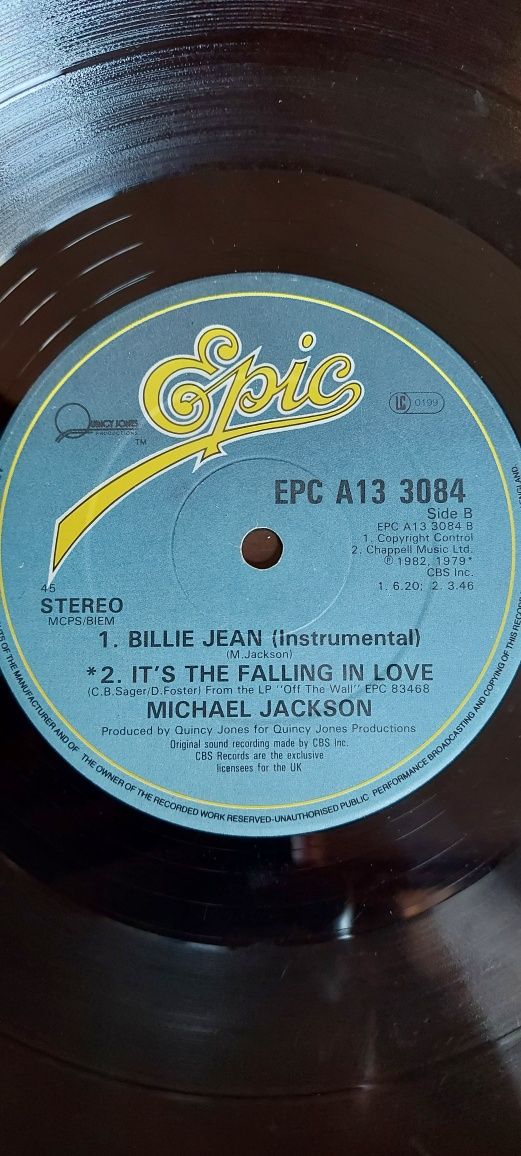 Epic
LC 0199
QUINCY JONES
PRODUCTIONS
TM
EPC A13 3084
Side B
EPC A13 3084 B
1. Copyright Control
2. Chappell Music Ltd.
℗ 1982, 1979*
CBS Inc.
1. 6.20; 2. 3.46
45
STEREO
MCPS/BIEM
1. BILLIE JEAN (Instrumental)
(M.Jackson)
*2. IT'S THE FALLING IN LOVE
(C.B.Sager/D.Foster) From the LP "Off The Wall" EPC 83468
MICHAEL JACKSON
Produced by Quincy Jones for Quincy Jones Productions
Original sound recording made by CBS Inc.
CBS Records are the exclusive
licensees for the UK
OF THE MANUFACTURER AND OF THE OWNER OF THE RECORDED WORK RESERVED-UNAUTHORISED PUBLIC PERFORMANCE BROADCASTING AND COPYING OF THIS RECORD
ENGLAND